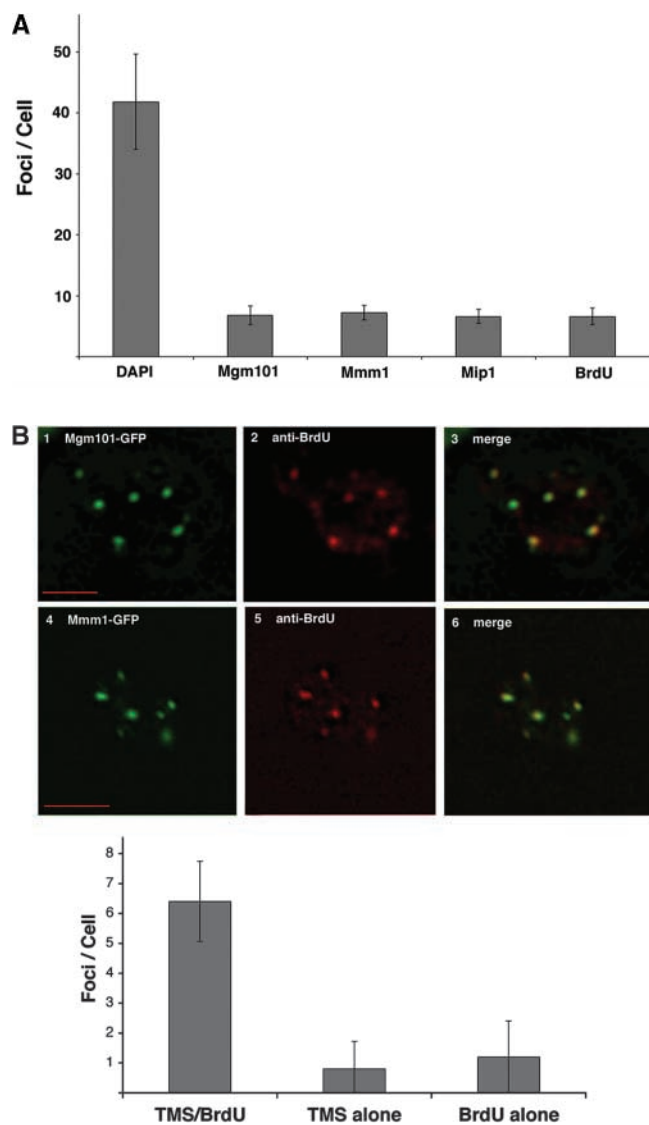 A
Foci / Cell
50
40
30
20
10
DAPI Mgm101 Mmm1 Mip1 BrdU
B
1 Mgm101-GFP 2 anti-BrdU 3 merge
4 Mmm1-GFP 5 anti-BrdU 6 merge
Foci / Cell
8
7
6
5
4
3
2
1
TMS/BrdU TMS alone BrdU alone